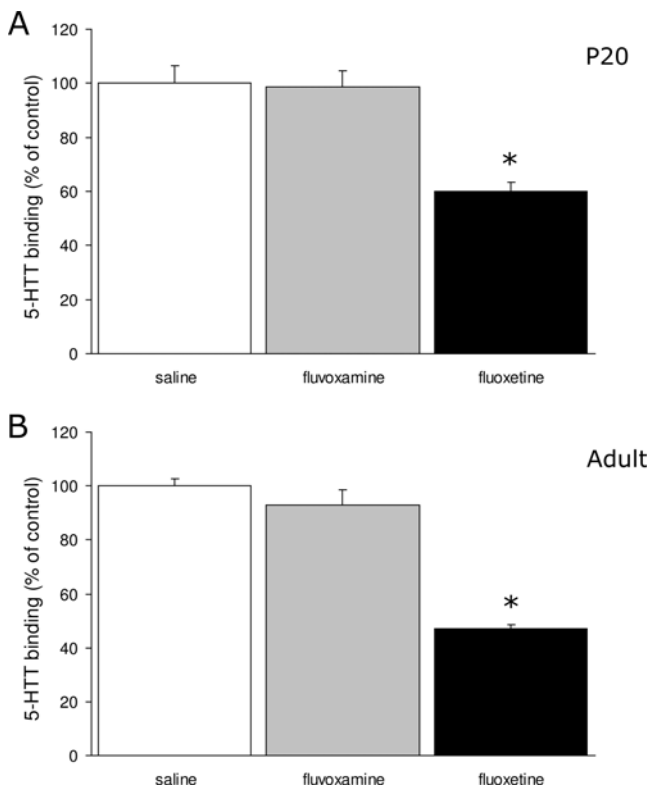 A
P20
5-HTT binding (% of control)
120
100
80
60
40
20
0
*
saline
fluvoxamine
fluoxetine
B
Adult
5-HTT binding (% of control)
120
100
80
60
40
20
0
*
saline
fluvoxamine
fluoxetine